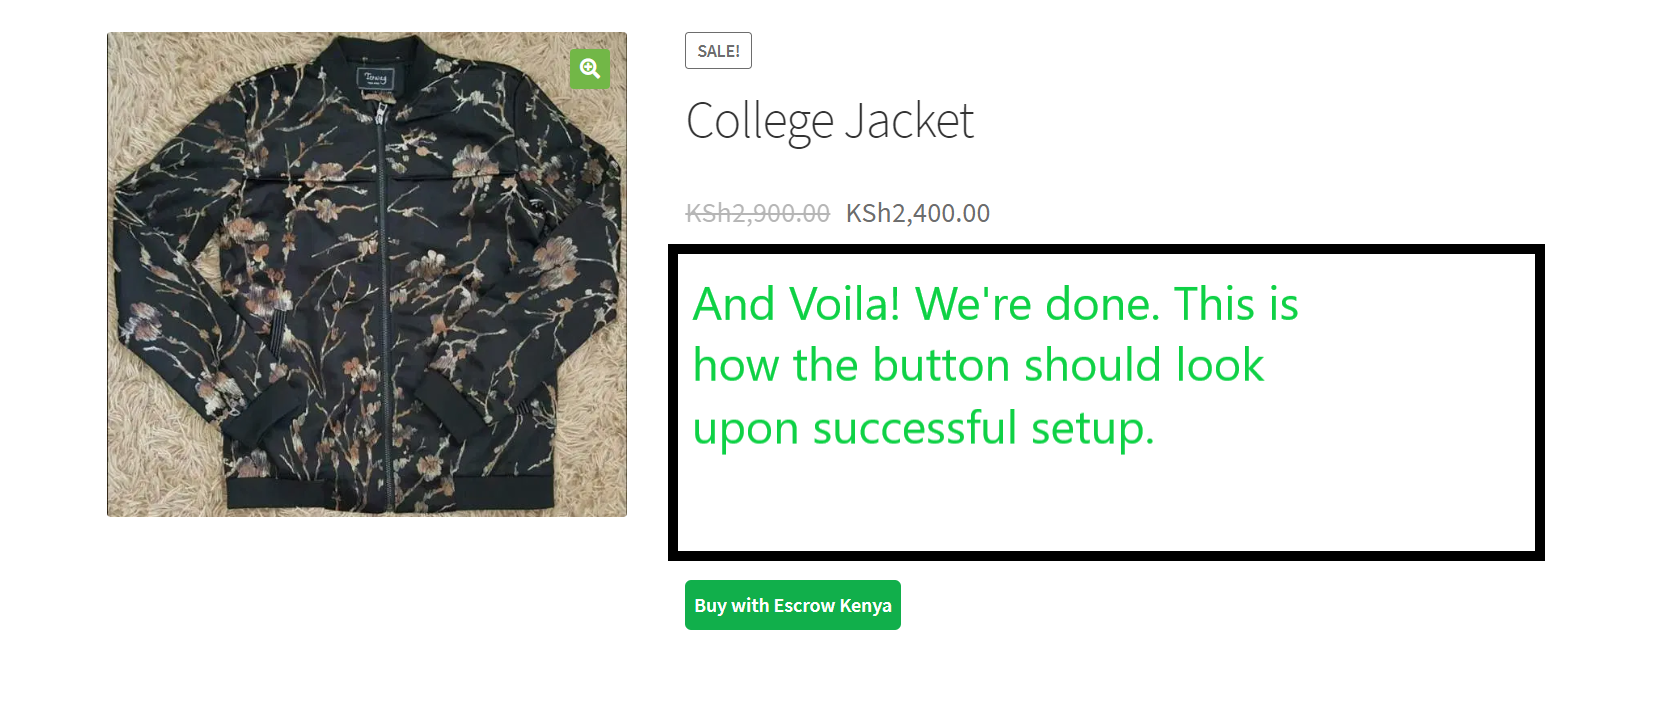 Terway
SALE!
College Jacket
KSh2,900.00 KSh2,400.00
And Voila! We're done. This is
how the button should look
upon successful setup.
Buy with Escrow Kenya